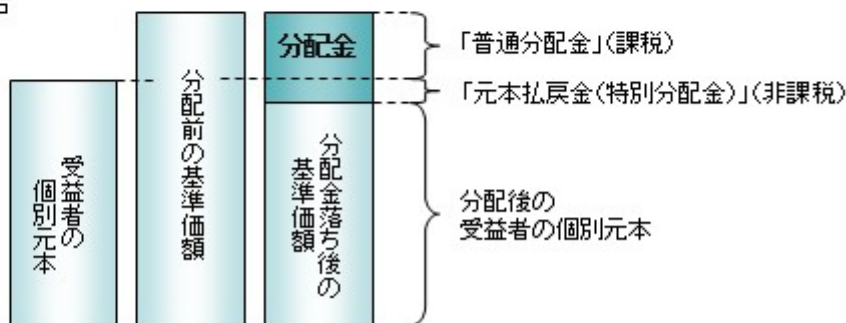 受益者の
個別元本
分配前の基準価額
分配金
分配金落ち後の
基準価額
「普通分配金」(課税)
「元本払戻金(特別分配金)」(非課税)
分配後の
受益者の個別元本